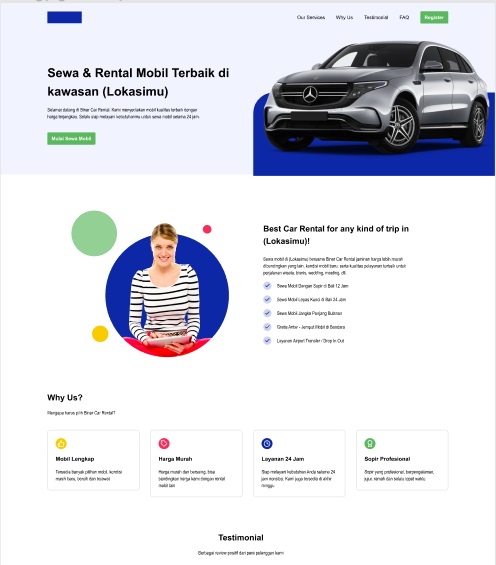 Our Services Why Us Testimonial FAQ Register
Sewa & Rental Mobil Terbaik di
kawasan (Lokasimu)
Selamat datang di Binar Car Rental. Kami menyediakan mobil kualitas terbaik dengan
harga terjangkau. Selalu siap melayani kebutuhanmu untuk sewa mobil selama 24 jam.
Mulai Sewa Mobil
Best Car Rental for any kind of trip in
(Lokasimu)!
Sewa mobil di (Lokasimu) bersama Binar Car Rental jaminan harga lebih murah
dibandingkan yang lain, kondisi mobil baru, serta kualitas pelayanan terbaik untuk
perjalanan wisata, bisnis, wedding, meeting, dll.
Sewa Mobil Dengan Supir di Bali 12 Jam
Sewa Mobil Lepas Kunci di Bali 24 Jam
Sewa Mobil Jangka Panjang Bulanan
Gratis Antar - Jemput Mobil di Bandara
Layanan Airport Transfer / Drop In Out
Why Us?
Mengapa harus pilih Binar Car Rental?
Mobil Lengkap
Tersedia banyak pilihan mobil, kondisi
masih baru, bersih dan terawat
Harga Murah
Harga murah dan bersaing, bisa
bandingkan harga kami dengan rental
mobil lain
Layanan 24 Jam
Siap melayani kebutuhan Anda selama 24
jam nonstop. Kami juga tersedia di akhir
minggu
Sopir Profesional
Sopir yang profesional, berpengalaman,
jujur, ramah dan selalu tepat waktu
Testimonial
Berbagai review positif dari para pelanggan kami